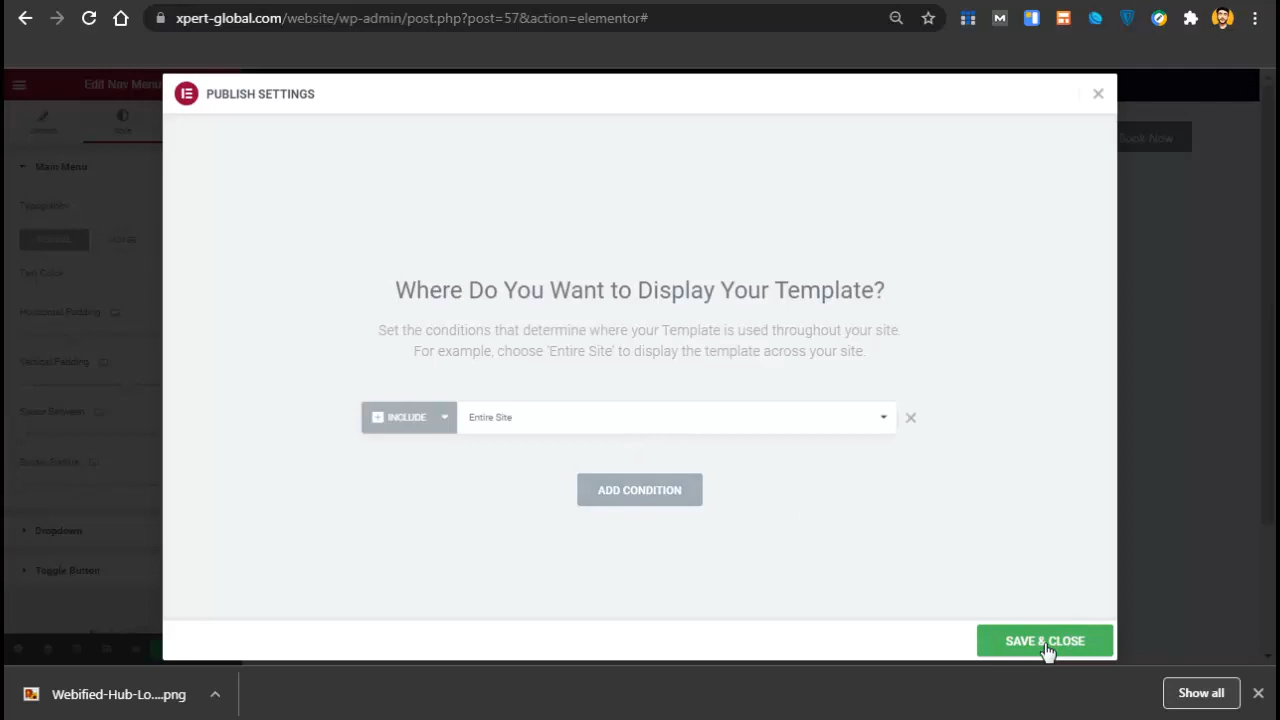 xpert-global.com/website/wp-admin/post.php?post=57&action=elementor#
Edit Nav Menu
PUBLISH SETTINGS
Book Now
Style
Main Menu
Typography
Text Color
Horizontal Padding
Vertical Padding
Space Between
Dropdown
Toggle Button
Where Do You Want to Display Your Template?
Set the conditions that determine where your Template is used throughout your site.
For example, choose 'Entire Site' to display the template across your site.
INCLUDE
Entire Site
ADD CONDITION
SAVE & CLOSE
Webified-Hub-Lo....png
Show all